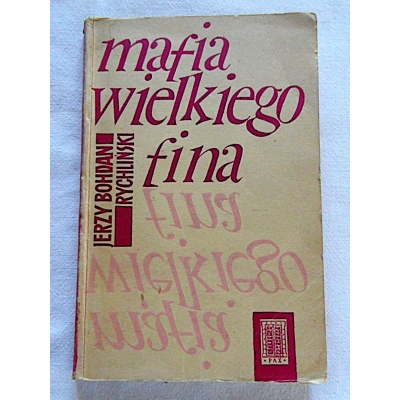 mafia
wielkiego
fina
JERZY BOHDAN
RYCHLIŃSKI
fina
wielkiego
mafia
PAX